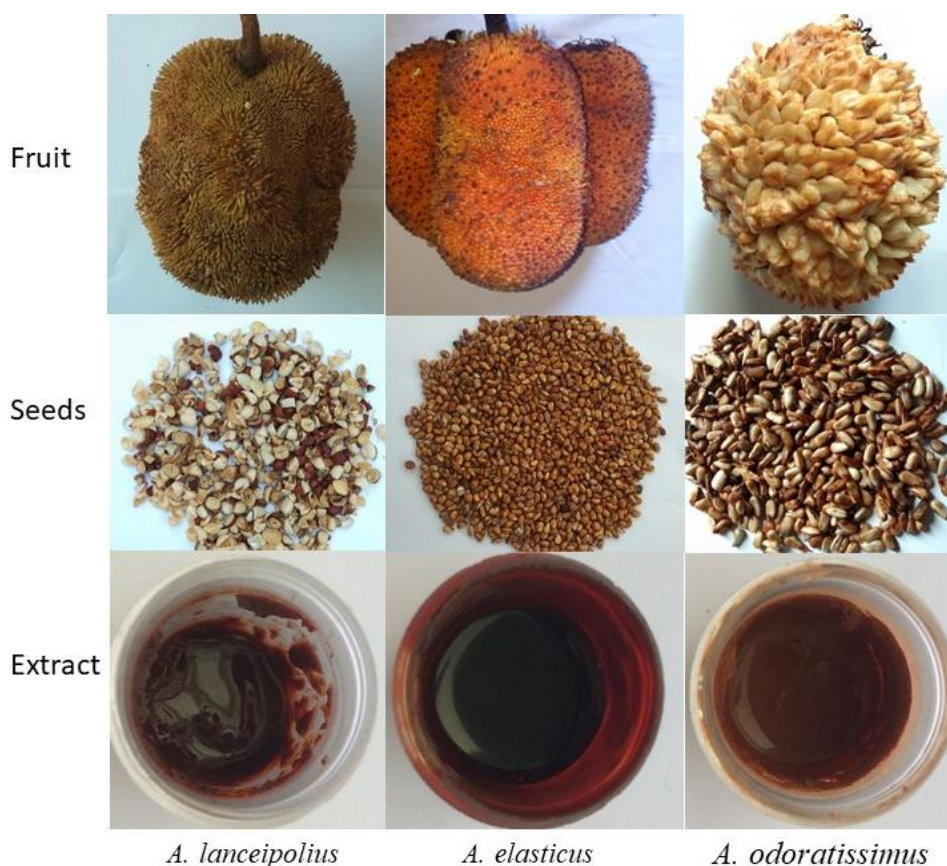 Fruit
Seeds
Extract
A. lanceipolius
A. elasticus
A. odoratissimus